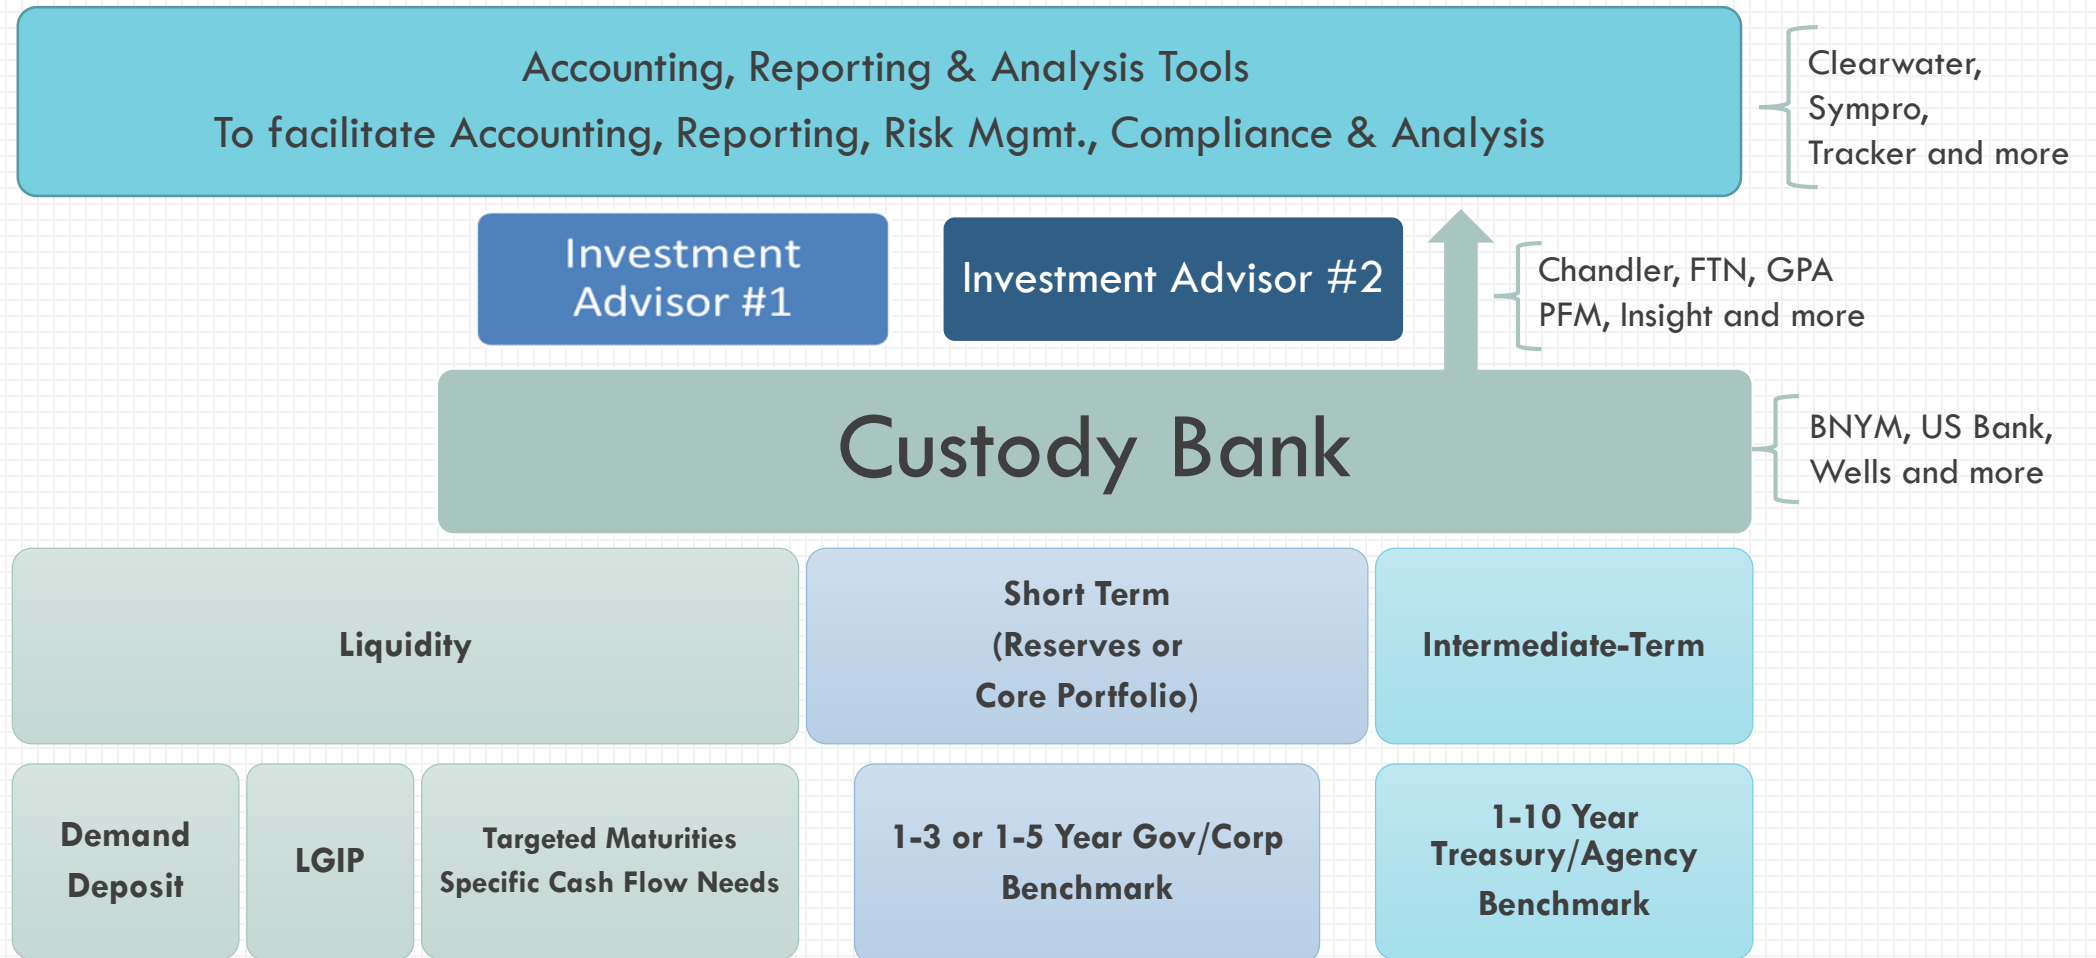 Accounting, Reporting & Analysis Tools
To facilitate Accounting, Reporting, Risk Mgmt., Compliance & Analysis
Clearwater,
Sympro,
Tracker and more
Investment
Advisor #1
Investment Advisor #2
Chandler, FTN, GPA
PFM, Insight and more
Custody Bank
BNYM, US Bank,
Wells and more
Liquidity
Short Term
(Reserves or
Core Portfolio)
Intermediate-Term
Demand
Deposit
LGIP
Targeted Maturities
Specific Cash Flow Needs
1-3 or 1-5 Year Gov/Corp
Benchmark
1-10 Year
Treasury/Agency
Benchmark